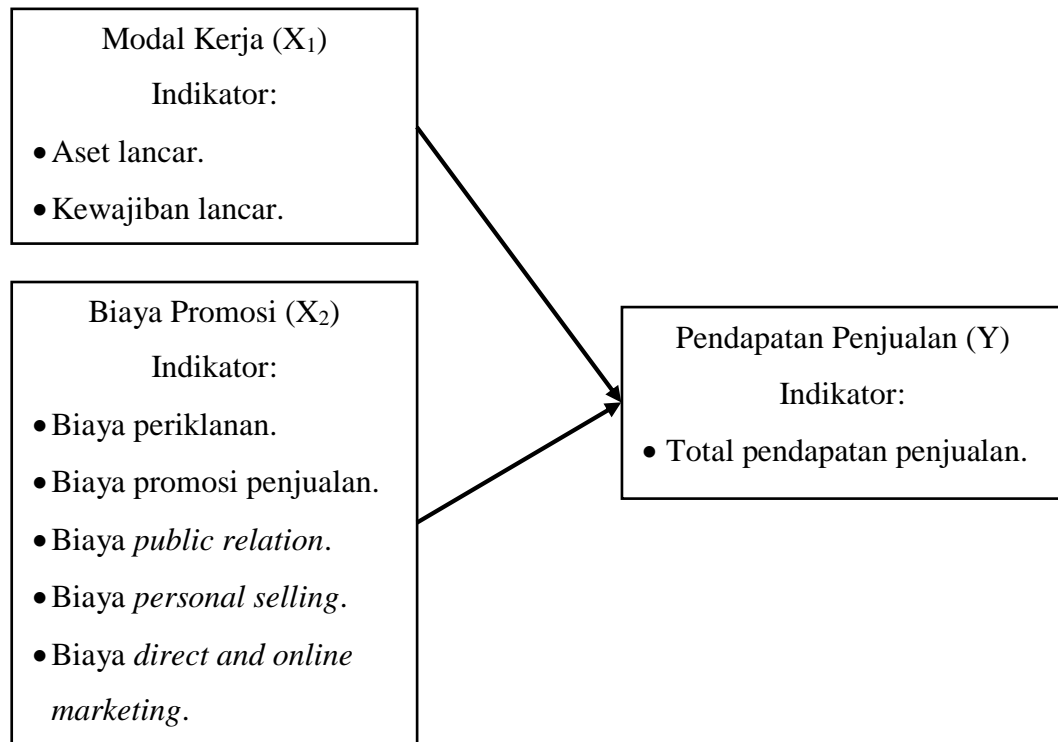 Modal Kerja (X₁)
Indikator:
• Aset lancar.
• Kewajiban lancar.
Biaya Promosi (X₂)
Indikator:
• Biaya periklanan.
• Biaya promosi penjualan.
• Biaya public relation.
• Biaya personal selling.
• Biaya direct and online
marketing.
Pendapatan Penjualan (Y)
Indikator:
• Total pendapatan penjualan.